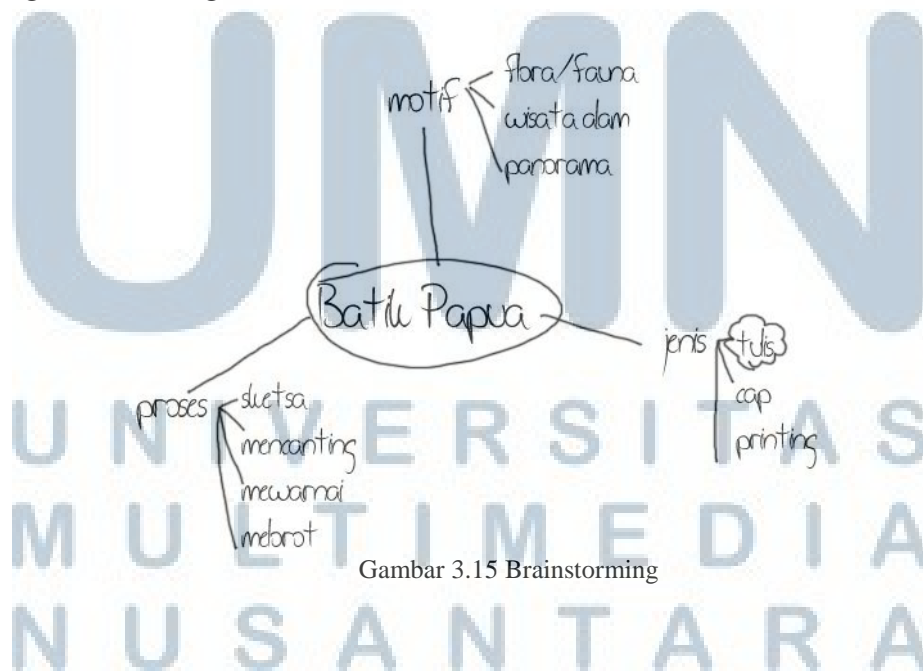 motif
flora/fauna
wisata alam
panorama
Batik Papua
jenis
tulis
cap
printing
proses
sketsa
mencanting
mewarnai
melorot
Gambar 3.15 Brainstorming
UMN
UNIVERSITAS
MULTIMEDIA
NUSANTARA